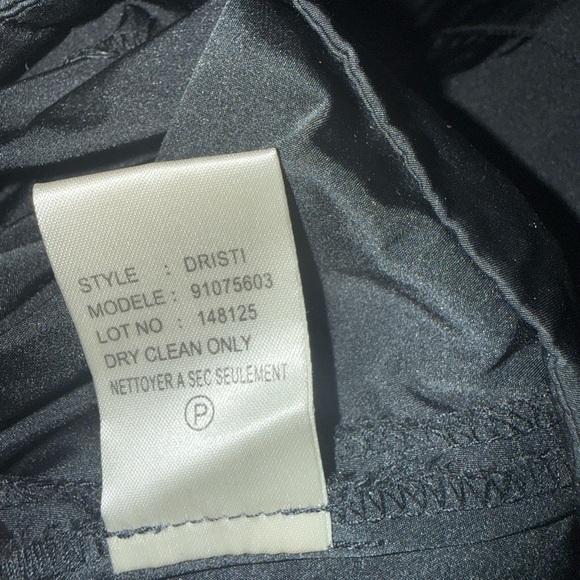 STYLE : DRISTI
MODELE : 91075603
LOT NO : 148125
DRY CLEAN ONLY
NETTOYER A SEC SEULEMENT
P